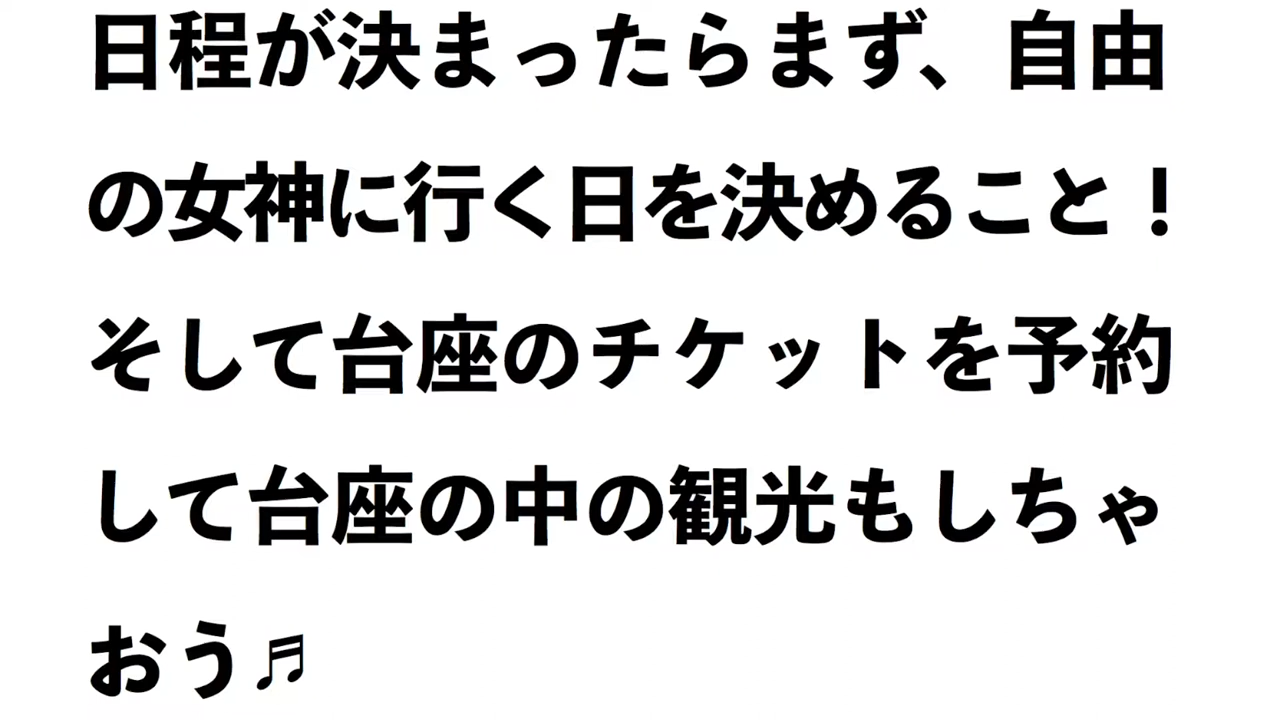 日程が決まったらまず、自由
の女神に行く日を決めること！
そして台座のチケットを予約
して台座の中の観光もしちゃ
おう♬